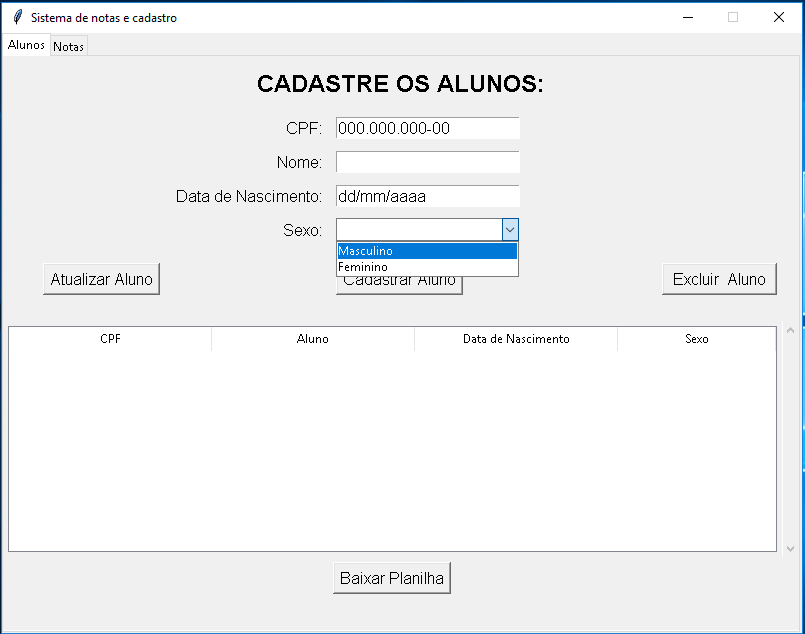 Sistema de notas e cadastro
Alunos Notas
CADASTRE OS ALUNOS:
CPF: 000.000.000-00
Nome:
Data de Nascimento: dd/mm/aaaa
Sexo:
Masculino
Feminino
Atualizar Aluno Cadastrar Aluno Excluir Aluno
CPF Aluno Data de Nascimento Sexo
Baixar Planilha